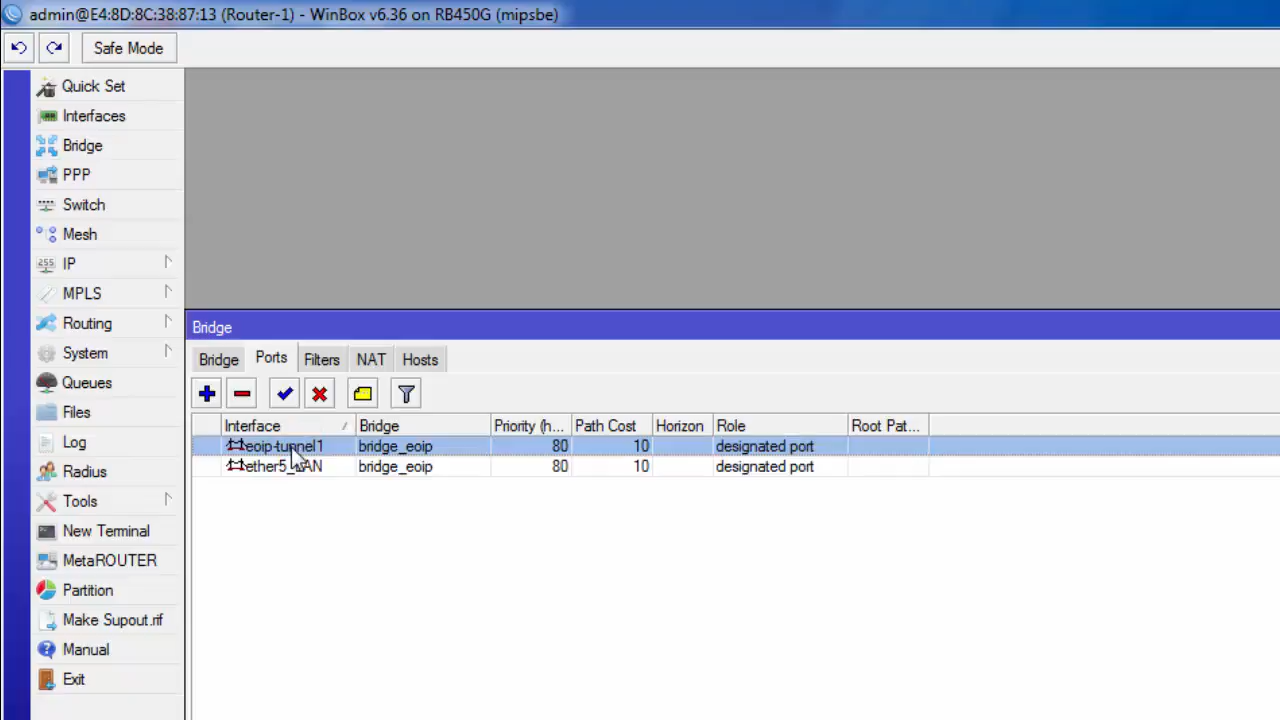 admin@E4:8D:8C:38:87:13 (Router-1) - WinBox v6.36 on RB450G (mipsbe)
Safe Mode
Quick Set
Interfaces
Bridge
PPP
Switch
Mesh
255 IP
MPLS
Routing
System
Queues
Files
Log
Radius
Tools
New Terminal
MetaROUTER
Partition
Make Supout.rif
Manual
Exit
Bridge
Bridge Ports Filters NAT Hosts
Interface Bridge Priority (h... Path Cost Horizon Role Root Pat...
eoip-tunnel1 bridge_eoip 80 10 designated port
ether5_LAN bridge_eoip 80 10 designated port